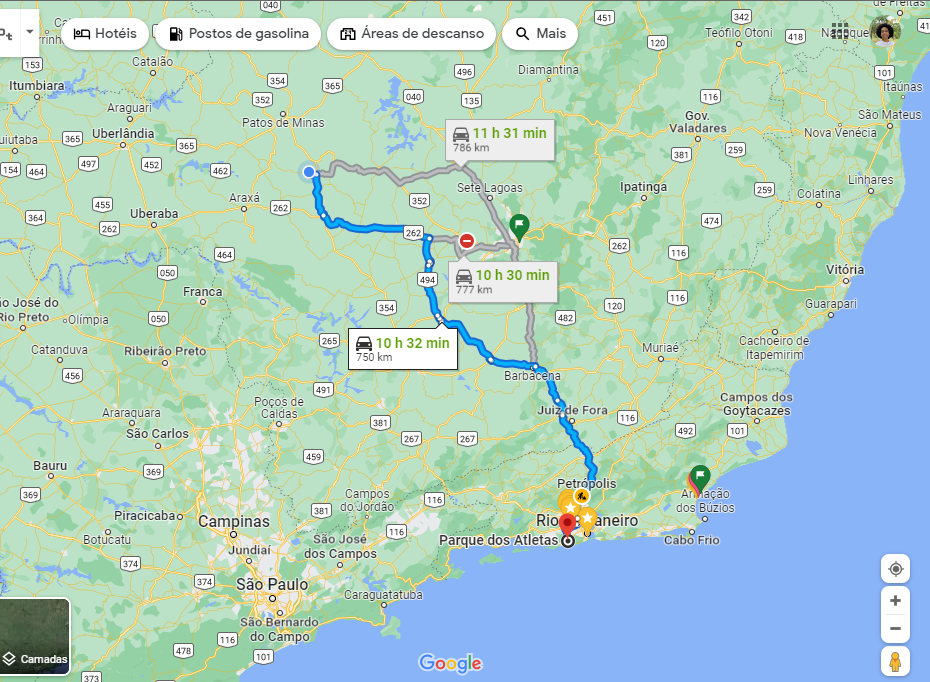 Hotéis
Postos de gasolina
Áreas de descanso
Mais
040
451
342
Teófilo Otoni
418
120
153
Catalão
Itumbiara
354
365
496
Diamantina
101
Itaúnas
040
352
135
116
Araguari
Patos de Minas
São Mateus
Uberlândia
365
Gov.
Valadares
Nova Venécia
11 h 31 min
786 km
259
381
154
464
497
452
462
Sete Lagoas
Ipatinga
Linhares
259
Colatina
Araxá
352
455
Uberaba
262
364
262
262
474
262
116
464
050
494
10 h 30 min
777 km
Vitória
Franca
116
Guarapari
354
120
050
482
Olímpia
10 h 32 min
750 km
265
Cachoeiro de
Itapemirim
Catanduva
Ribeirão Preto
Muriaé
456
Barbacena
491
Campos dos
Goytacazes
Poços de
Caldas
Juiz de Fora
116
Araraquara
381
492
101
São Carlos
267
267
459
Bauru
369
Petrópolis
369
Campos
do Jordão
116
Armação
dos Búzios
Piracicaba
Campinas
381
Rio de Janeiro
Botucatu
116
Parque dos Atletas
Cabo Frio
Jundiaí
São José
dos Campos
374
374
São Paulo
Caraguatatuba
São Bernardo
do Campo
116
478
101
Camadas
373
Google